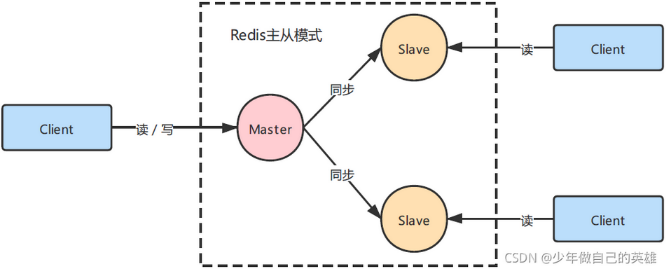 Redis主从模式
Slave
读
Client
同步
Client
读 / 写
Master
同步
Slave
读
Client
CSDN @少年做自己的英雄